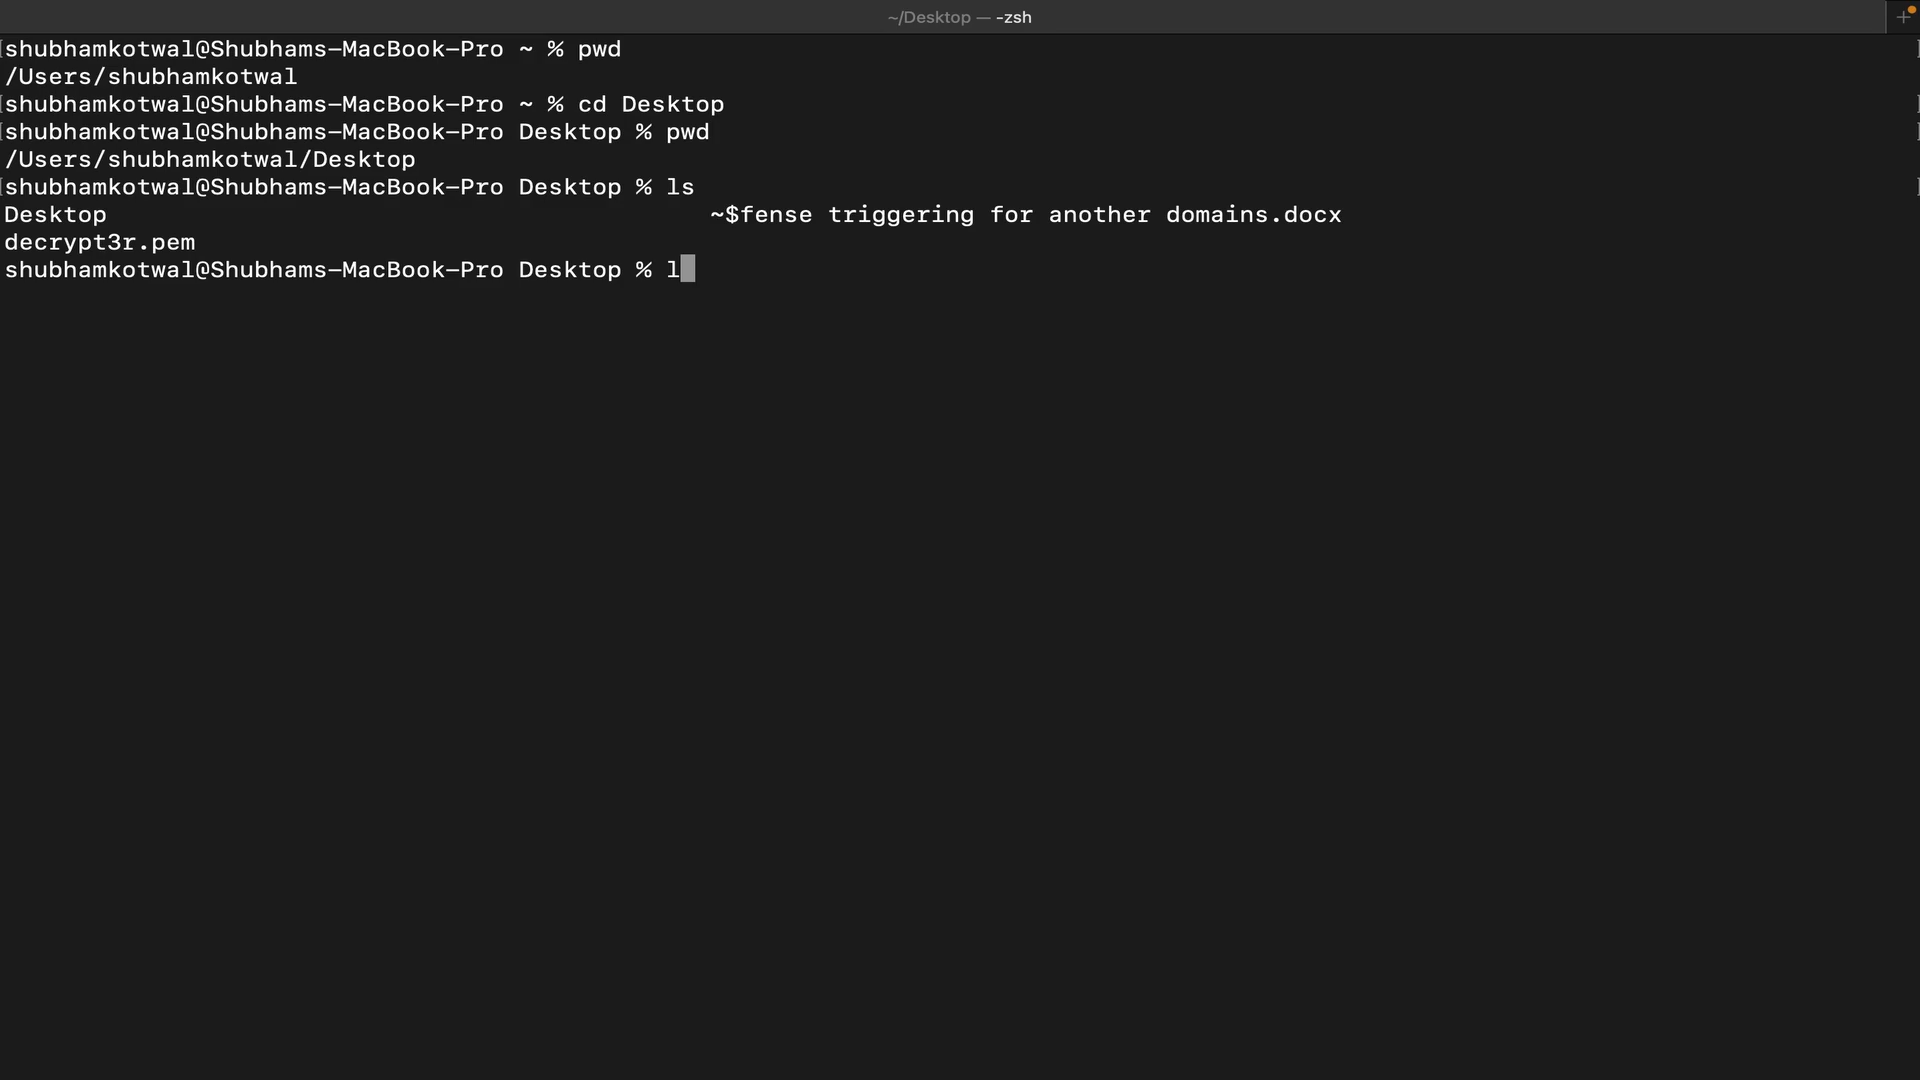 ~/Desktop — -zsh
shubhamkotwal@Shubhams-MacBook-Pro ~ % pwd
/Users/shubhamkotwal
shubhamkotwal@Shubhams-MacBook-Pro ~ % cd Desktop
shubhamkotwal@Shubhams-MacBook-Pro Desktop % pwd
/Users/shubhamkotwal/Desktop
shubhamkotwal@Shubhams-MacBook-Pro Desktop % ls
Desktop ~$fense triggering for another domains.docx
decrypt3r.pem
shubhamkotwal@Shubhams-MacBook-Pro Desktop % l